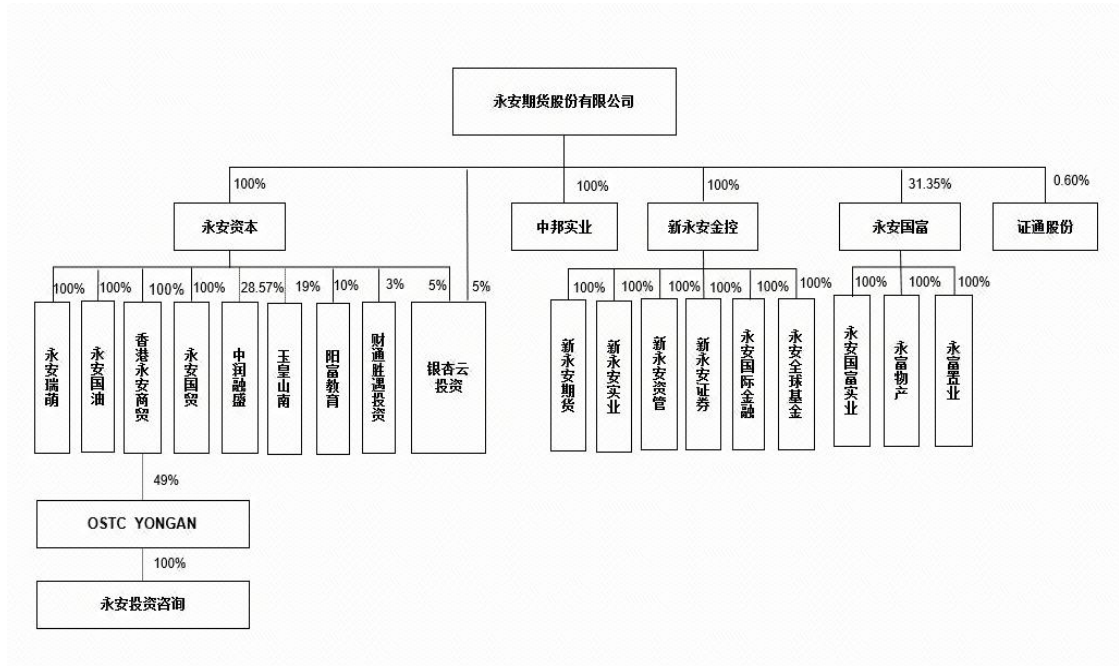 永安期货股份有限公司
100%
100%
100%
31.35%
0.60%
永安资本
中邦实业
新永安金控
永安国富
证通股份
100%
100%
100%
100%
28.57%
19%
10%
3%
5%
5%
100%
100%
100%
100%
100%
100%
100%
100%
100%
永安瑞萌
永安国油
香港永安商贸
永安国贸
中润融盛
玉皇山南
阳富教育
财通胜遇投资
银杏云
投资
新永安期货
新永安实业
新永安资管
新永安证券
永安国际金融
永安全球基金
永安国富实业
永富物产
永富置业
49%
OSTC YONGAN
100%
永安投资咨询